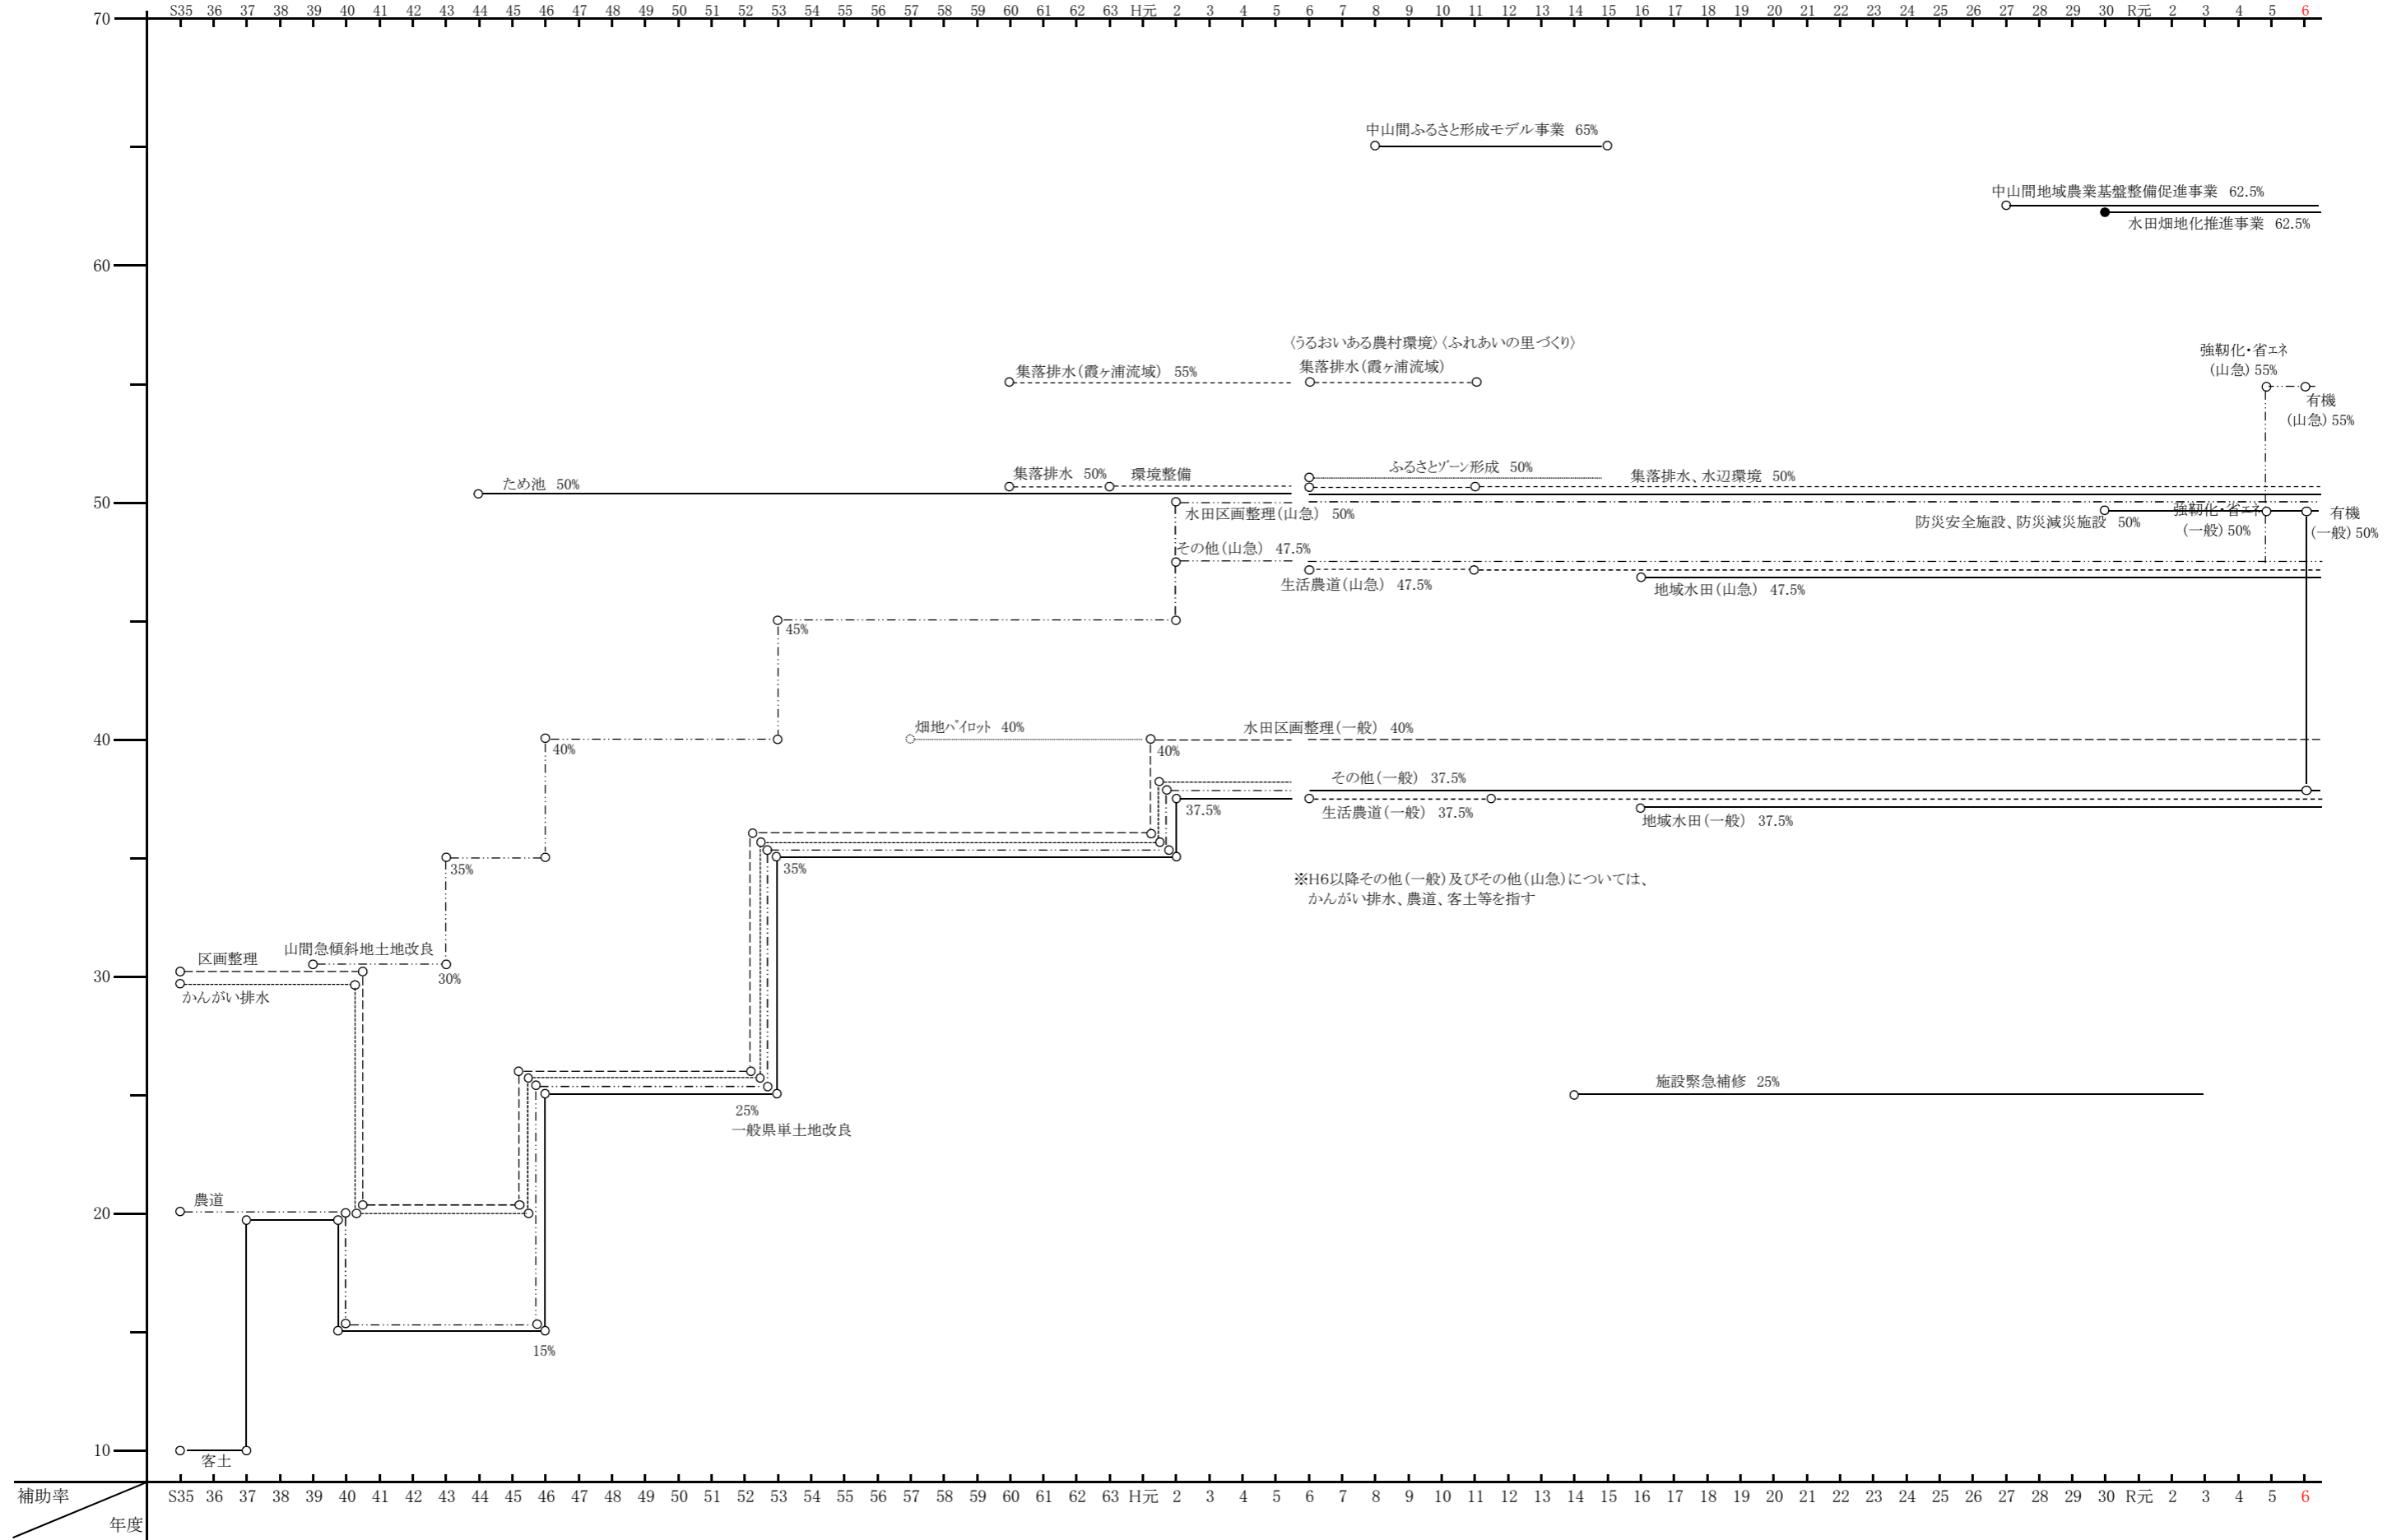 70
S35 36 37 38 39 40 41 42 43 44 45 46 47 48 49 50 51 52 53 54 55 56 57 58 59 60 61 62 63 H元 2 3 4 5 6 7 8 9 10 11 12 13 14 15 16 17 18 19 20 21 22 23 24 25 26 27 28 29 30 R元 2 3 4 5 6
中山間ふるさと形成モデル事業 65%
中山間地域農業基盤整備促進事業 62.5%
水田畑地化推進事業 62.5%
60
〈うるおいある農村環境〉〈ふれあいの里づくり〉
集落排水(霞ヶ浦流域) 55%
集落排水(霞ヶ浦流域)
強靭化・省エネ
(山急) 55%
有機
(山急) 55%
ため池 50%
集落排水 50%
環境整備
ふるさとゾーン形成 50%
集落排水、水辺環境 50%
50
水田区画整理(山急) 50%
防災安全施設、防災減災施設 50%
強靭化・省エネ
(一般) 50%
有機
(一般) 50%
その他(山急) 47.5%
生活農道(山急) 47.5%
地域水田(山急) 47.5%
45%
畑地パイロット 40%
水田区画整理(一般) 40%
40
40%
40%
その他(一般) 37.5%
37.5%
生活農道(一般) 37.5%
地域水田(一般) 37.5%
35%
35%
※H6以降その他(一般)及びその他(山急)については、
かんがい排水、農道、客土等を指す
区画整理
山間急傾斜地土地改良
30
30%
かんがい排水
施設緊急補修 25%
25%
一般県単土地改良
農道
20
15%
10
客土
補助率
年度
S35 36 37 38 39 40 41 42 43 44 45 46 47 48 49 50 51 52 53 54 55 56 57 58 59 60 61 62 63 H元 2 3 4 5 6 7 8 9 10 11 12 13 14 15 16 17 18 19 20 21 22 23 24 25 26 27 28 29 30 R元 2 3 4 5 6